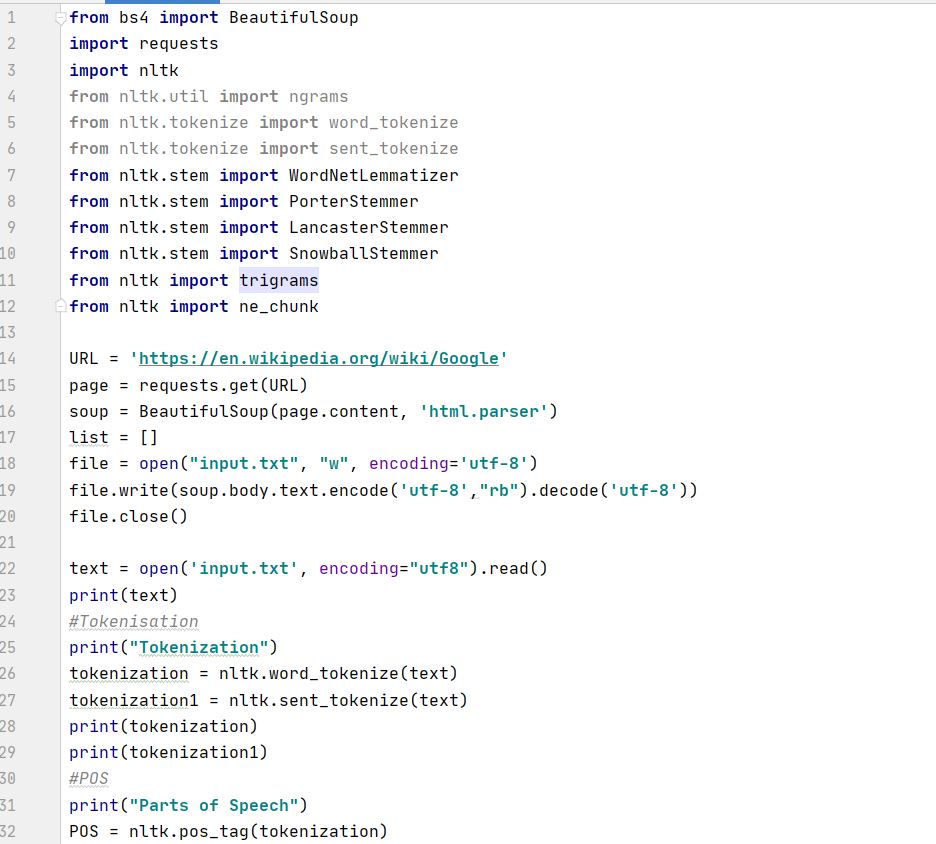 1 from bs4 import BeautifulSoup
2 import requests
3 import nltk
4 from nltk.util import ngrams
5 from nltk.tokenize import word_tokenize
6 from nltk.tokenize import sent_tokenize
7 from nltk.stem import WordNetLemmatizer
8 from nltk.stem import PorterStemmer
9 from nltk.stem import LancasterStemmer
10 from nltk.stem import SnowballStemmer
11 from nltk import trigrams
12 from nltk import ne_chunk
13
14 URL = 'https://en.wikipedia.org/wiki/Google'
15 page = requests.get(URL)
16 soup = BeautifulSoup(page.content, 'html.parser')
17 list = []
18 file = open("input.txt", "w", encoding='utf-8')
19 file.write(soup.body.text.encode('utf-8',"rb").decode('utf-8'))
20 file.close()
21
22 text = open('input.txt', encoding="utf8").read()
23 print(text)
24 #Tokenisation
25 print("Tokenization")
26 tokenization = nltk.word_tokenize(text)
27 tokenization1 = nltk.sent_tokenize(text)
28 print(tokenization)
29 print(tokenization1)
30 #POS
31 print("Parts of Speech")
32 POS = nltk.pos_tag(tokenization)